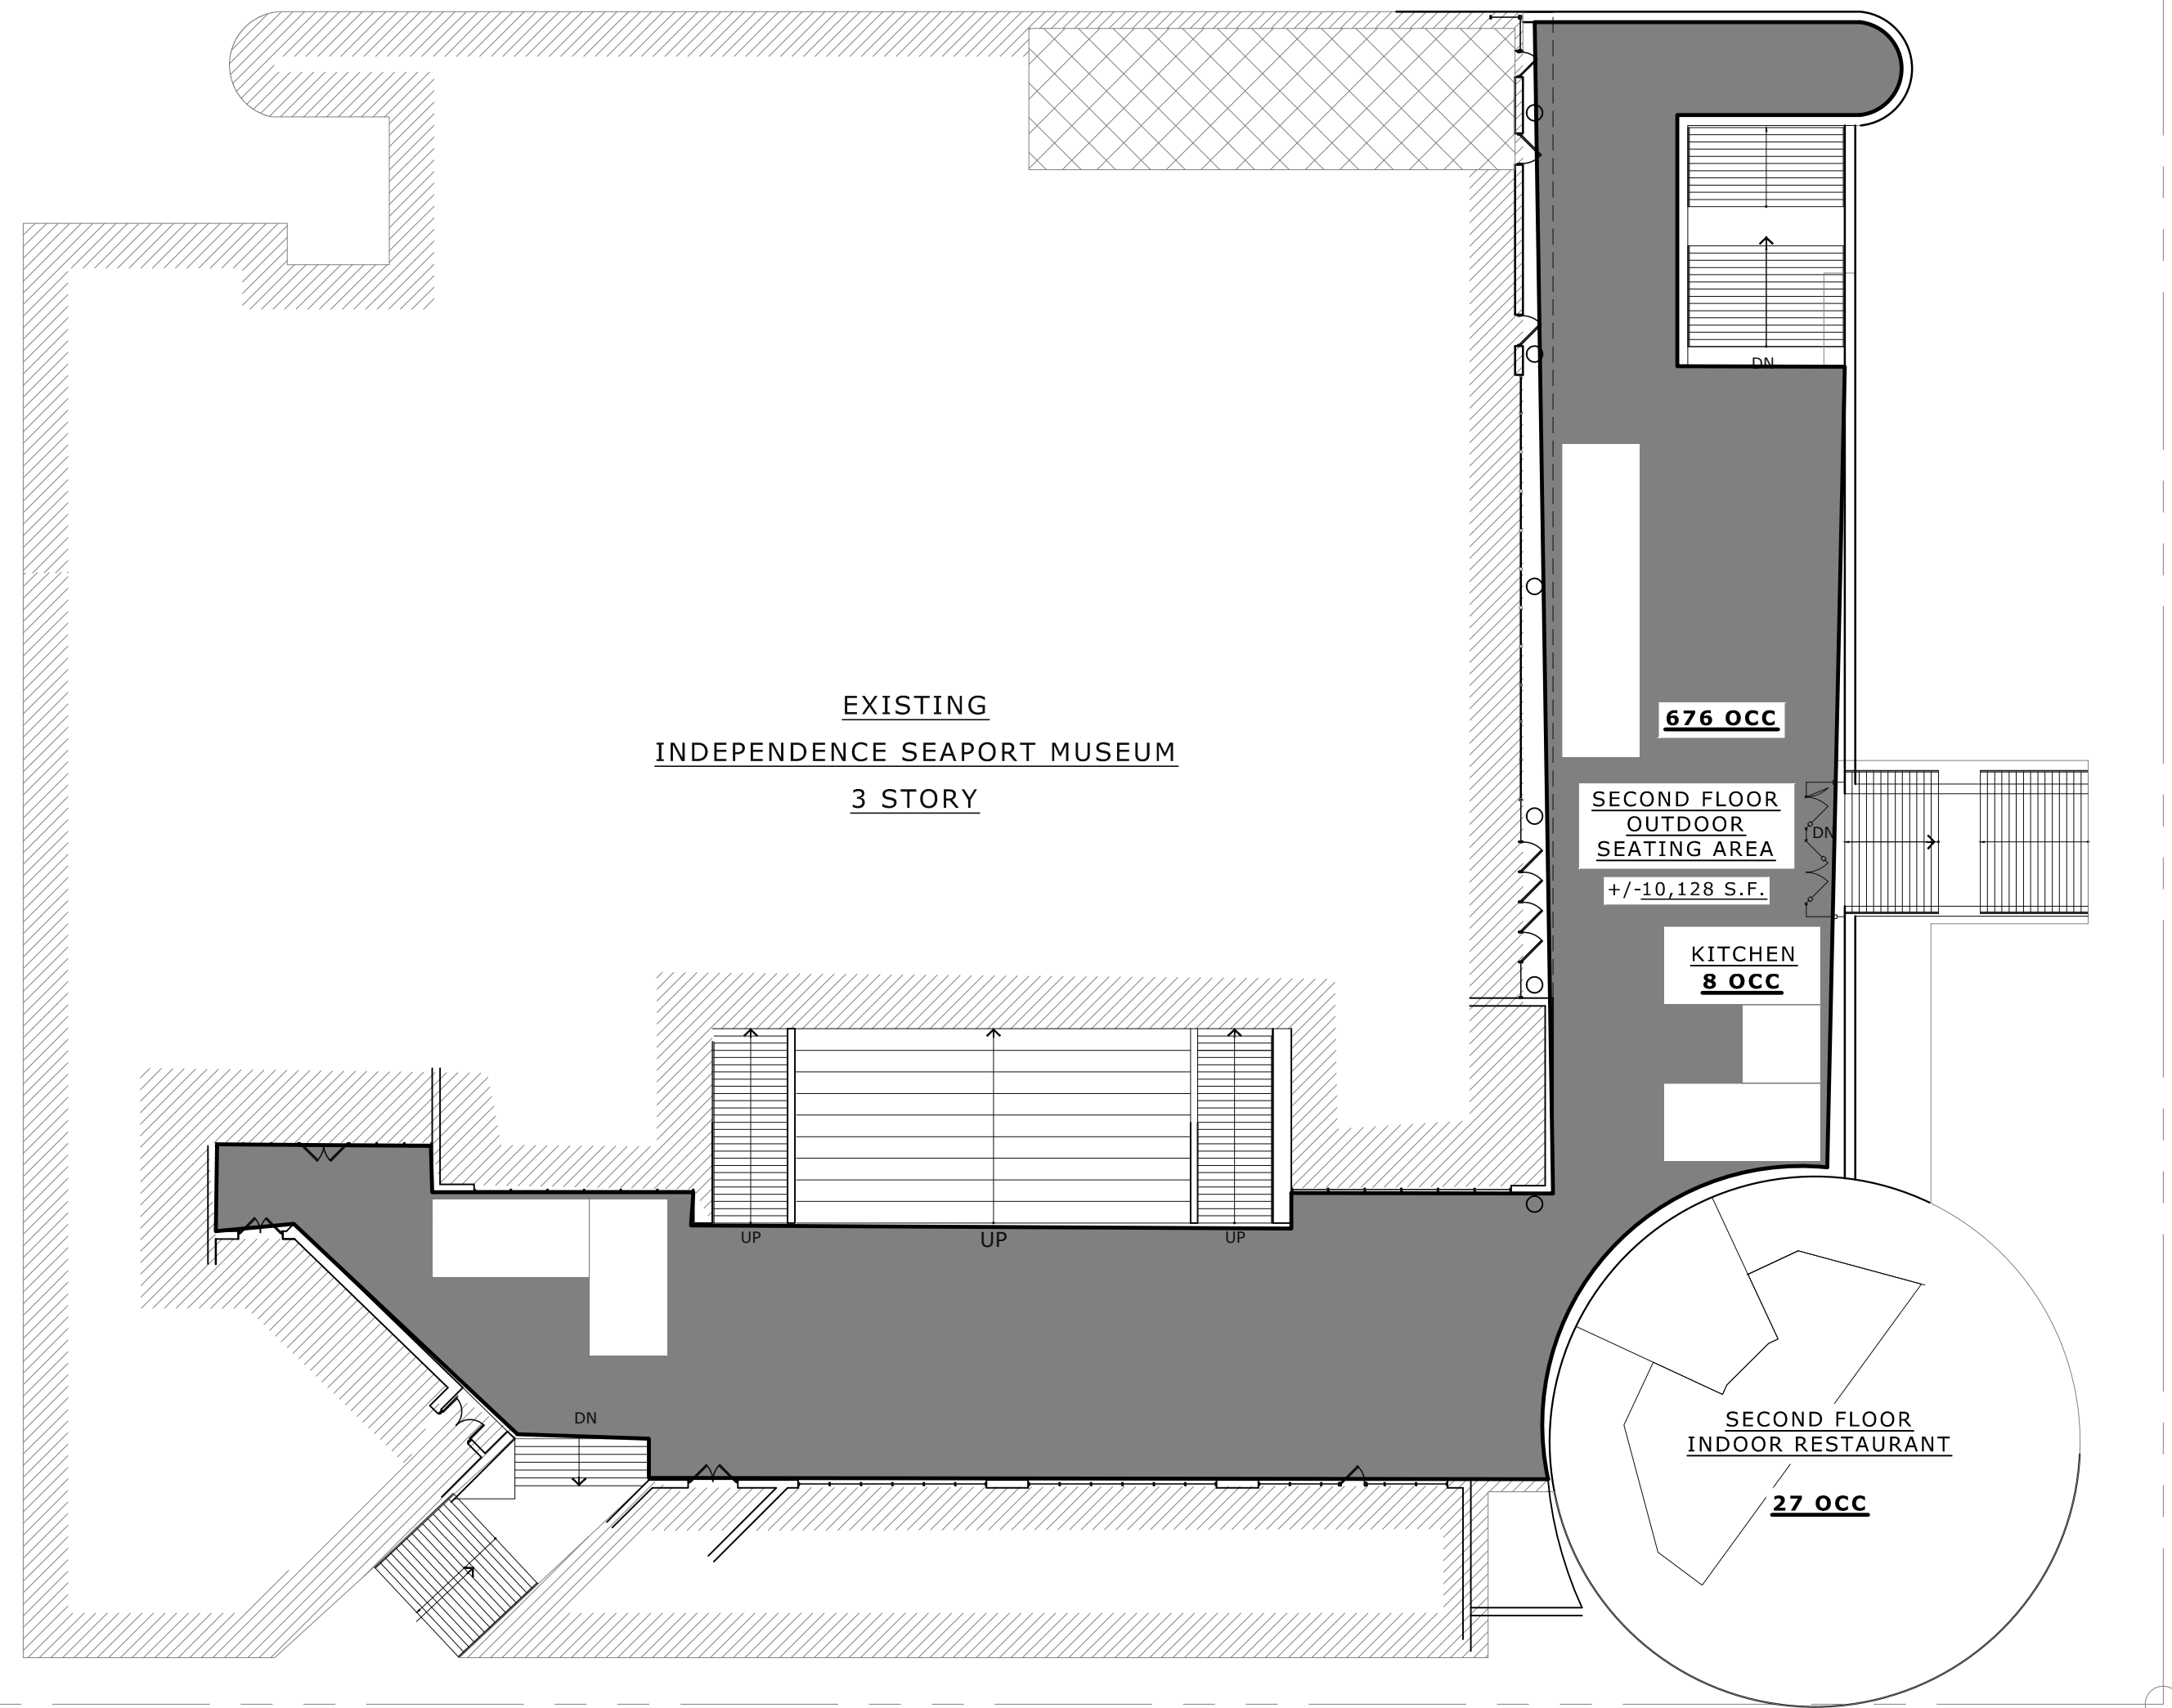 DN
EXISTING
INDEPENDENCE SEAPORT MUSEUM
3 STORY
676 OCC
SECOND FLOOR
OUTDOOR
SEATING AREA
+/-10,128 S.F.
DN
KITCHEN
8 OCC
UP
UP
UP
DN
SECOND FLOOR
INDOOR RESTAURANT
27 OCC